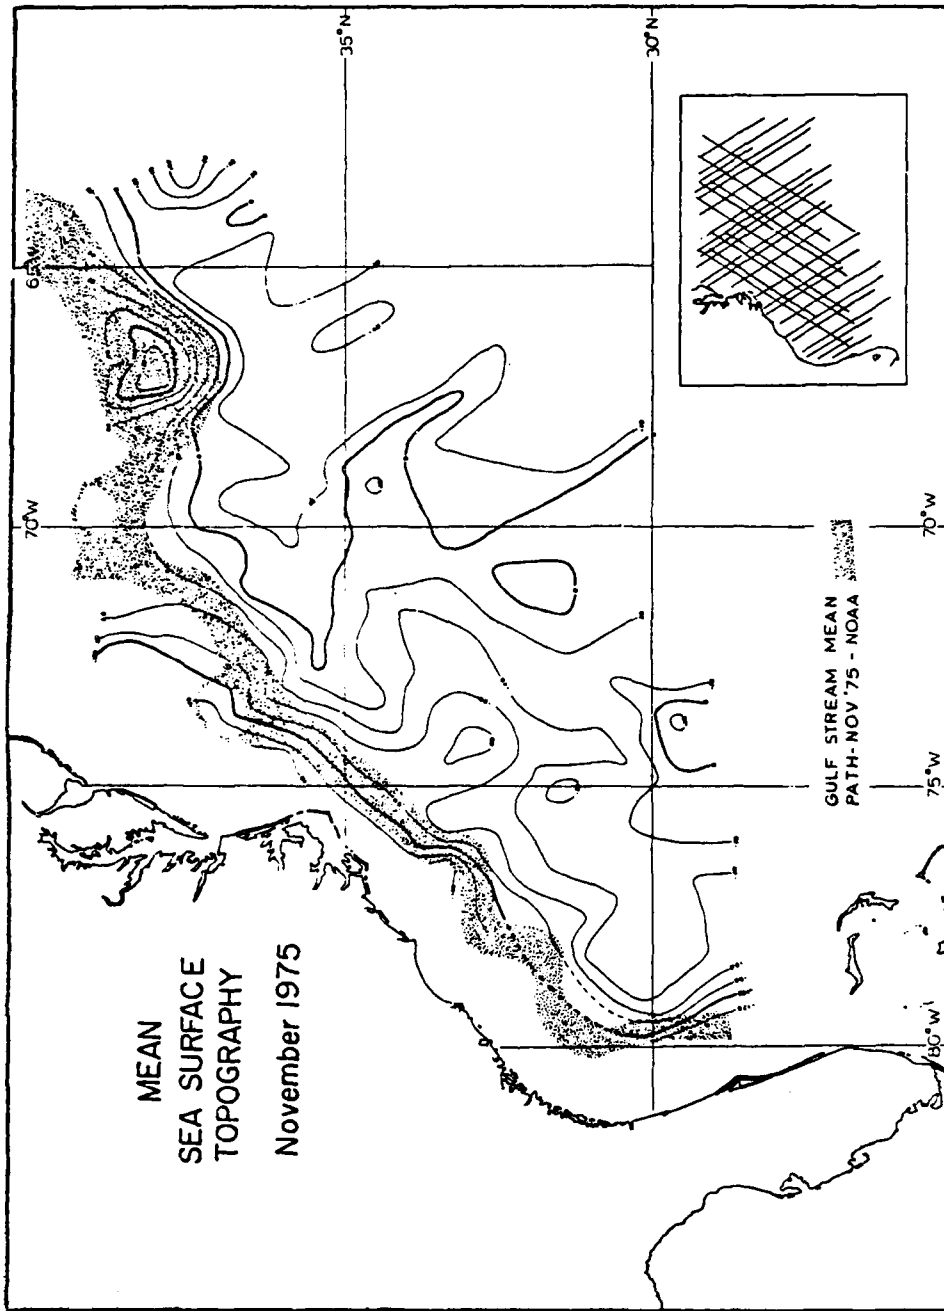 MEAN
SEA SURFACE
TOPOGRAPHY
November 1975
70°W
35°N
30°N
80°W
75°W
70°W
GULF STREAM MEAN
PATH-NOV '75 - NOAA